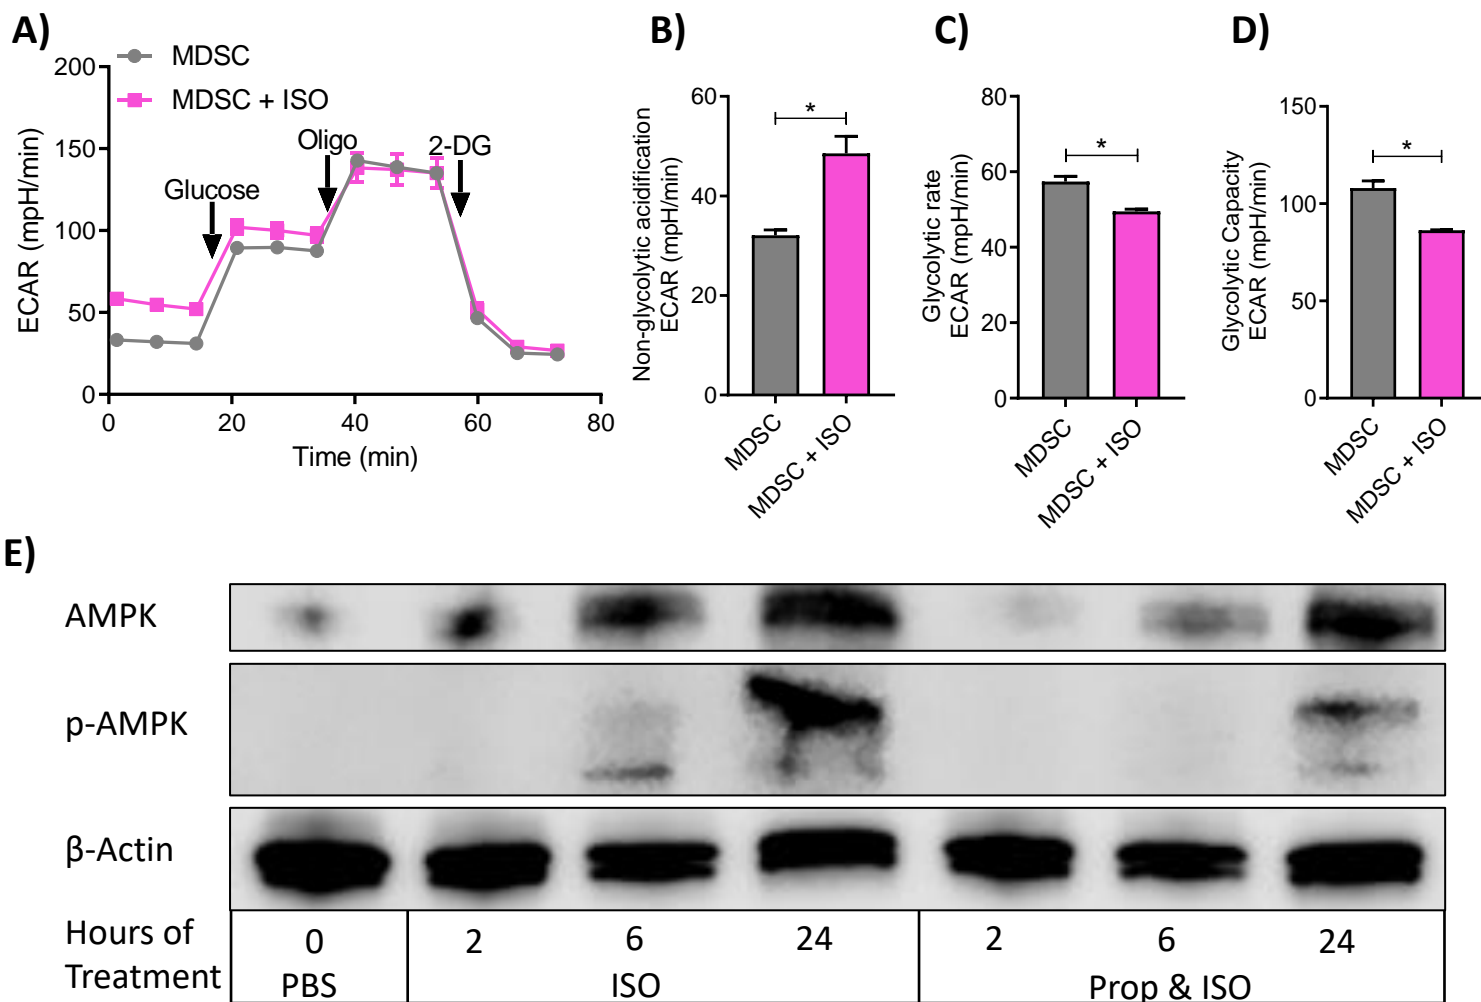 A)
MDSC
MDSC + ISO
200
150
100
50
0
ECAR (mpH/min)
Glucose
Oligo
2-DG
0 20 40 60 80
Time (min)
B)
Non-glycolytic acidification
ECAR (mpH/min)
60
40
20
0
*
MDSC
MDSC + ISO
C)
Glycolytic rate
ECAR (mpH/min)
80
60
40
20
0
*
MDSC
MDSC + ISO
D)
Glycolytic Capacity
ECAR (mpH/min)
150
100
50
0
*
MDSC
MDSC + ISO
E)
AMPK
p-AMPK
β-Actin
Hours of
Treatment
0 2 6 24 2 6 24
PBS ISO Prop & ISO